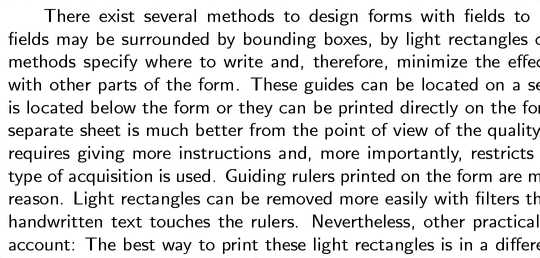 There exist several methods to design forms with fields to
fields may be surrounded by bounding boxes, by light rectangles
methods specify where to write and, therefore, minimize the
with other parts of the form. These guides can be located on a
is located below the form or they can be printed directly on the
separate sheet is much better from the point of view of the quality
requires giving more instructions and, more importantly, restricts
type of acquisition is used. Guiding rulers printed on the form are
reason. Light rectangles can be removed more easily with filters
handwritten text touches the rulers. Nevertheless, other practical
account: The best way to print these light rectangles is in a